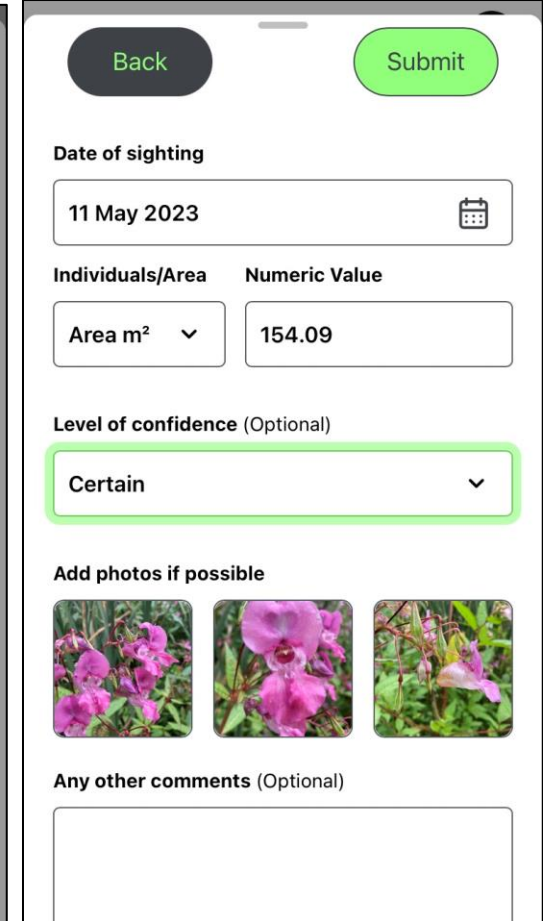 Back Submit
Date of sighting
11 May 2023
Individuals/Area Numeric Value
Area m² 154.09
Level of confidence (Optional)
Certain
Add photos if possible
Any other comments (Optional)